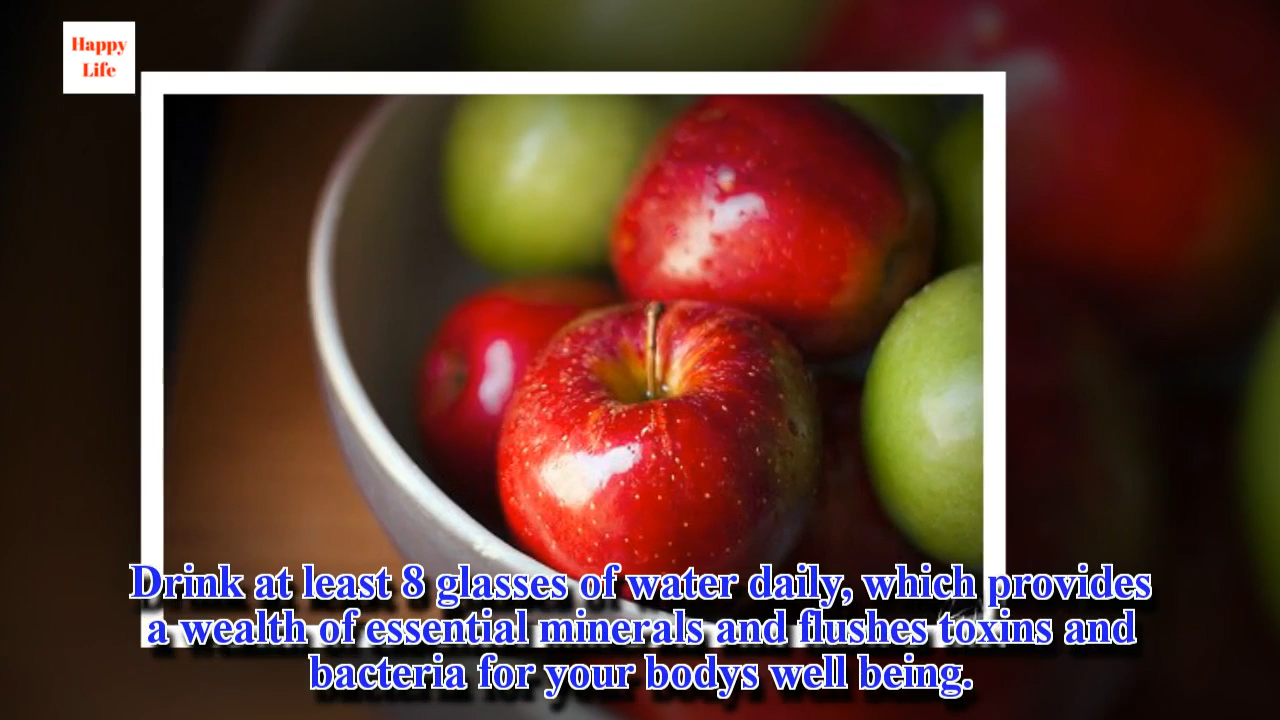 Happy
Life
Drink at least 8 glasses of water daily, which provides
a wealth of essential minerals and flushes toxins and
bacteria for your bodys well being.